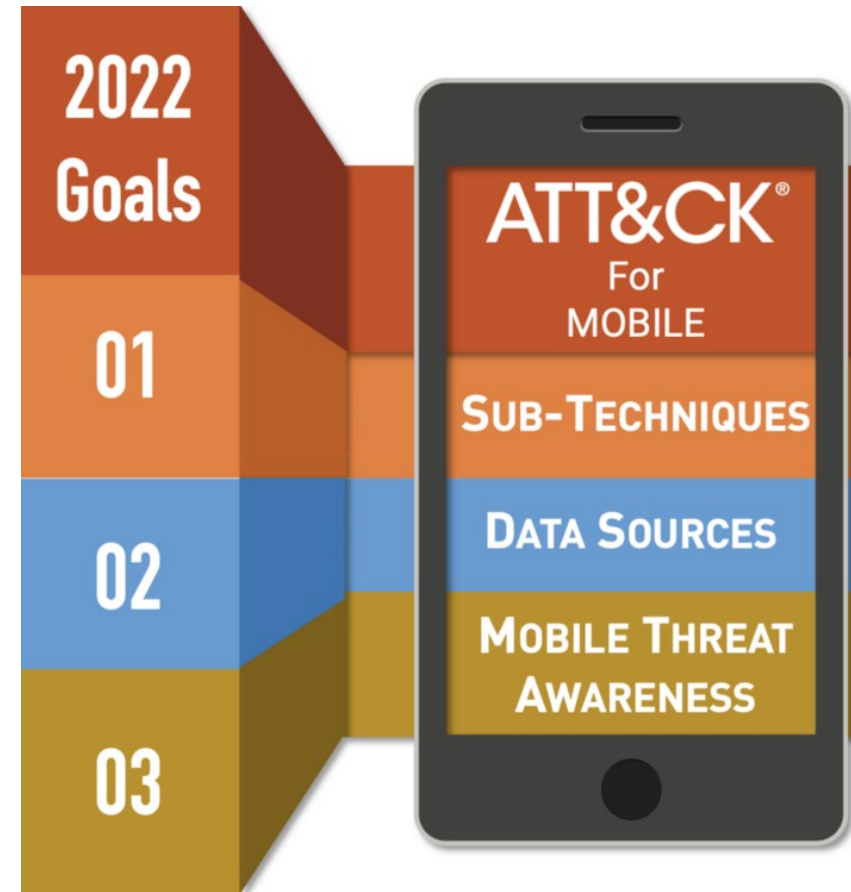 2022
Goals
01
02
03
ATT&CK®
For
MOBILE
SUB-TECHNIQUES
DATA SOURCES
MOBILE THREAT
AWARENESS